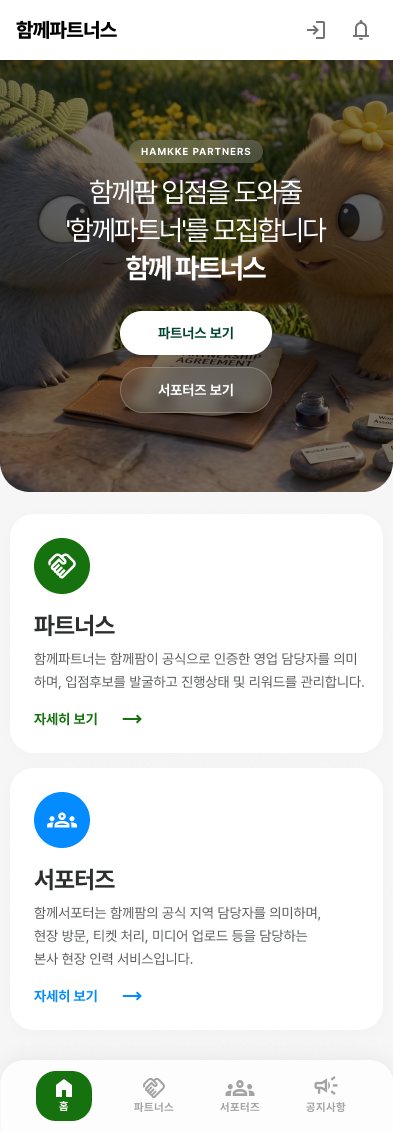 함께파트너스
HAMKKE PARTNERS
함께팜 입점을 도와줄
'함께파트너'를 모집합니다
함께 파트너스
파트너스 보기
AGREEMENT
서포터즈 보기
파트너스
함께파트너는 함께팜이 공식으로 인증한 영업 담당자를 의미
하며, 입점후보를 발굴하고 진행상태 및 리워드를 관리합니다.
자세히 보기
서포터즈
함께서포터는 함께팜의 공식 지역 담당자를 의미하며,
현장 방문, 티켓 처리, 미디어 업로드 등을 담당하는
본사 현장 인력 서비스입니다.
자세히 보기
홈
파트너스
서포터즈
공지사항